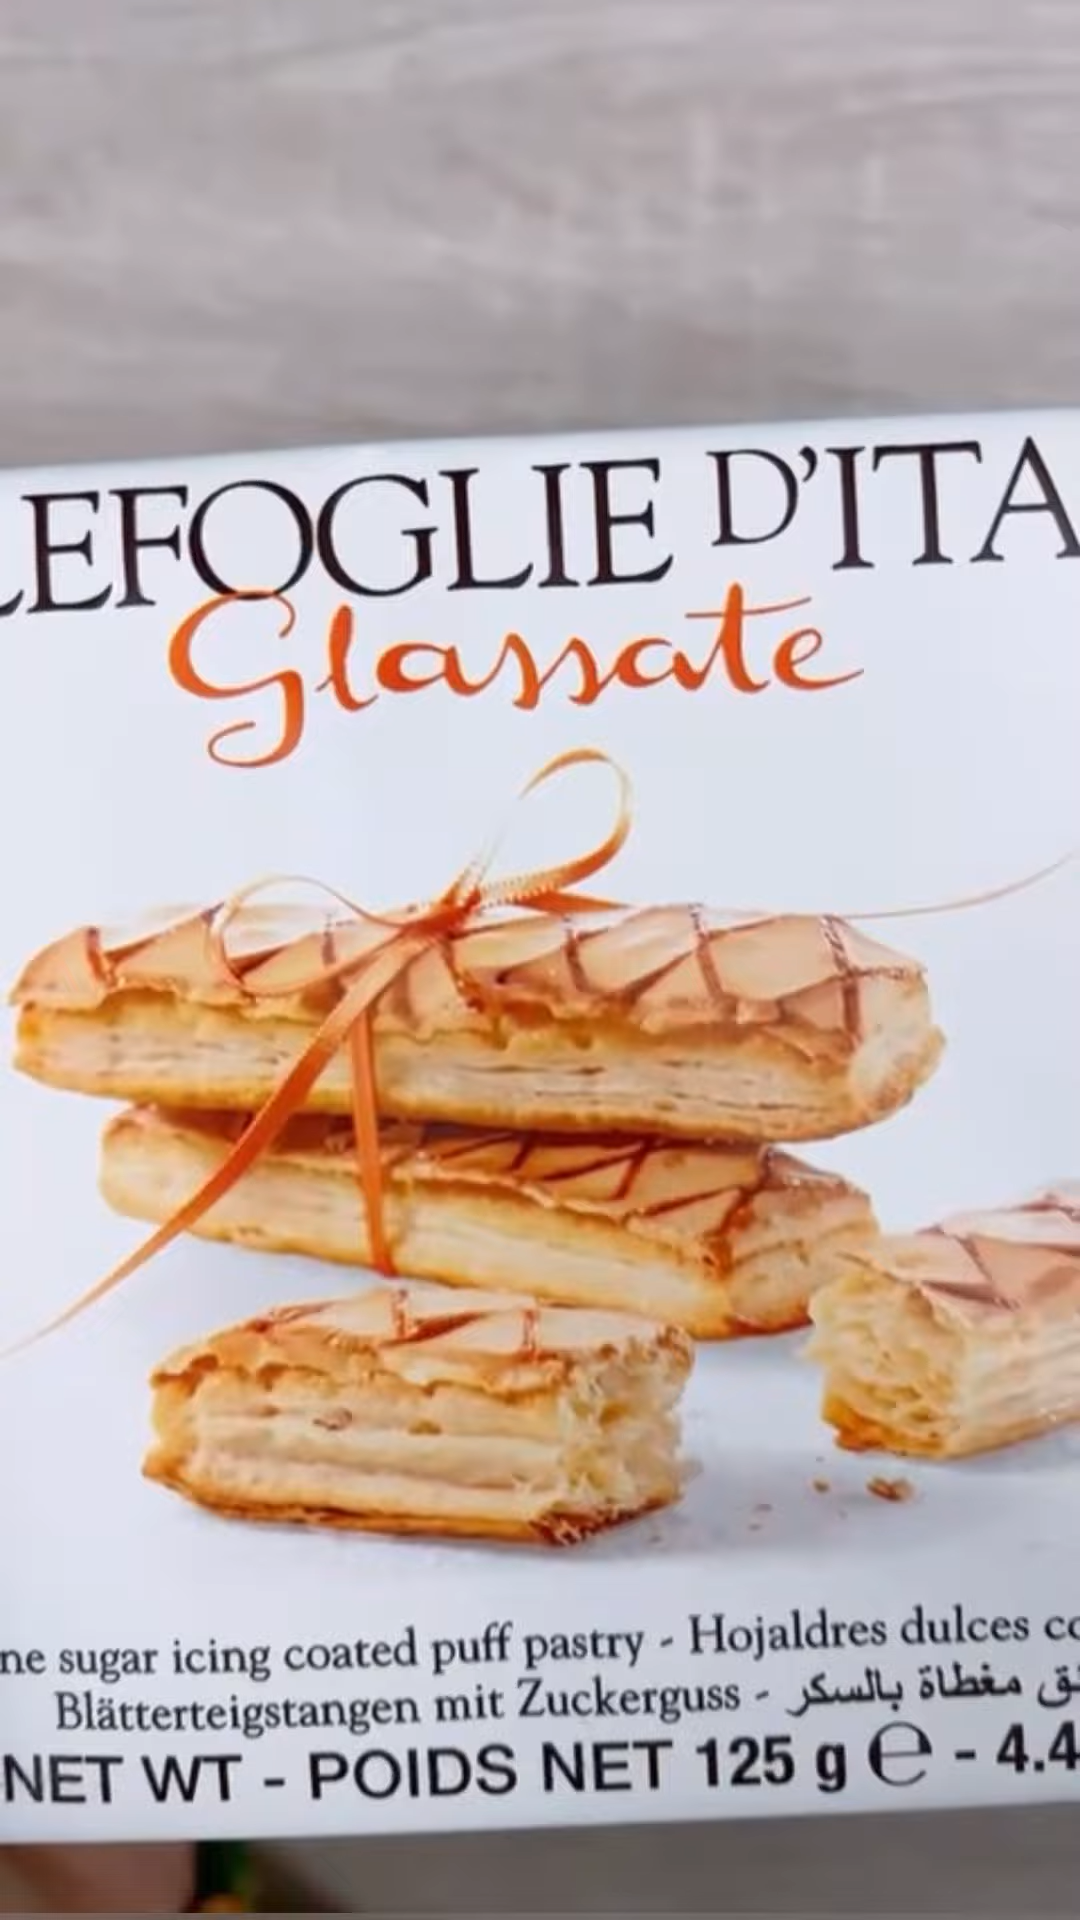 LEFOGLIE D'ITA
Glassate
ne sugar icing coated puff pastry - Hojaldres dulces co
Blätterteigstangen mit Zuckerguss - مغطاة بالسكر
NET WT - POIDS NET 125 g ℮ - 4.4